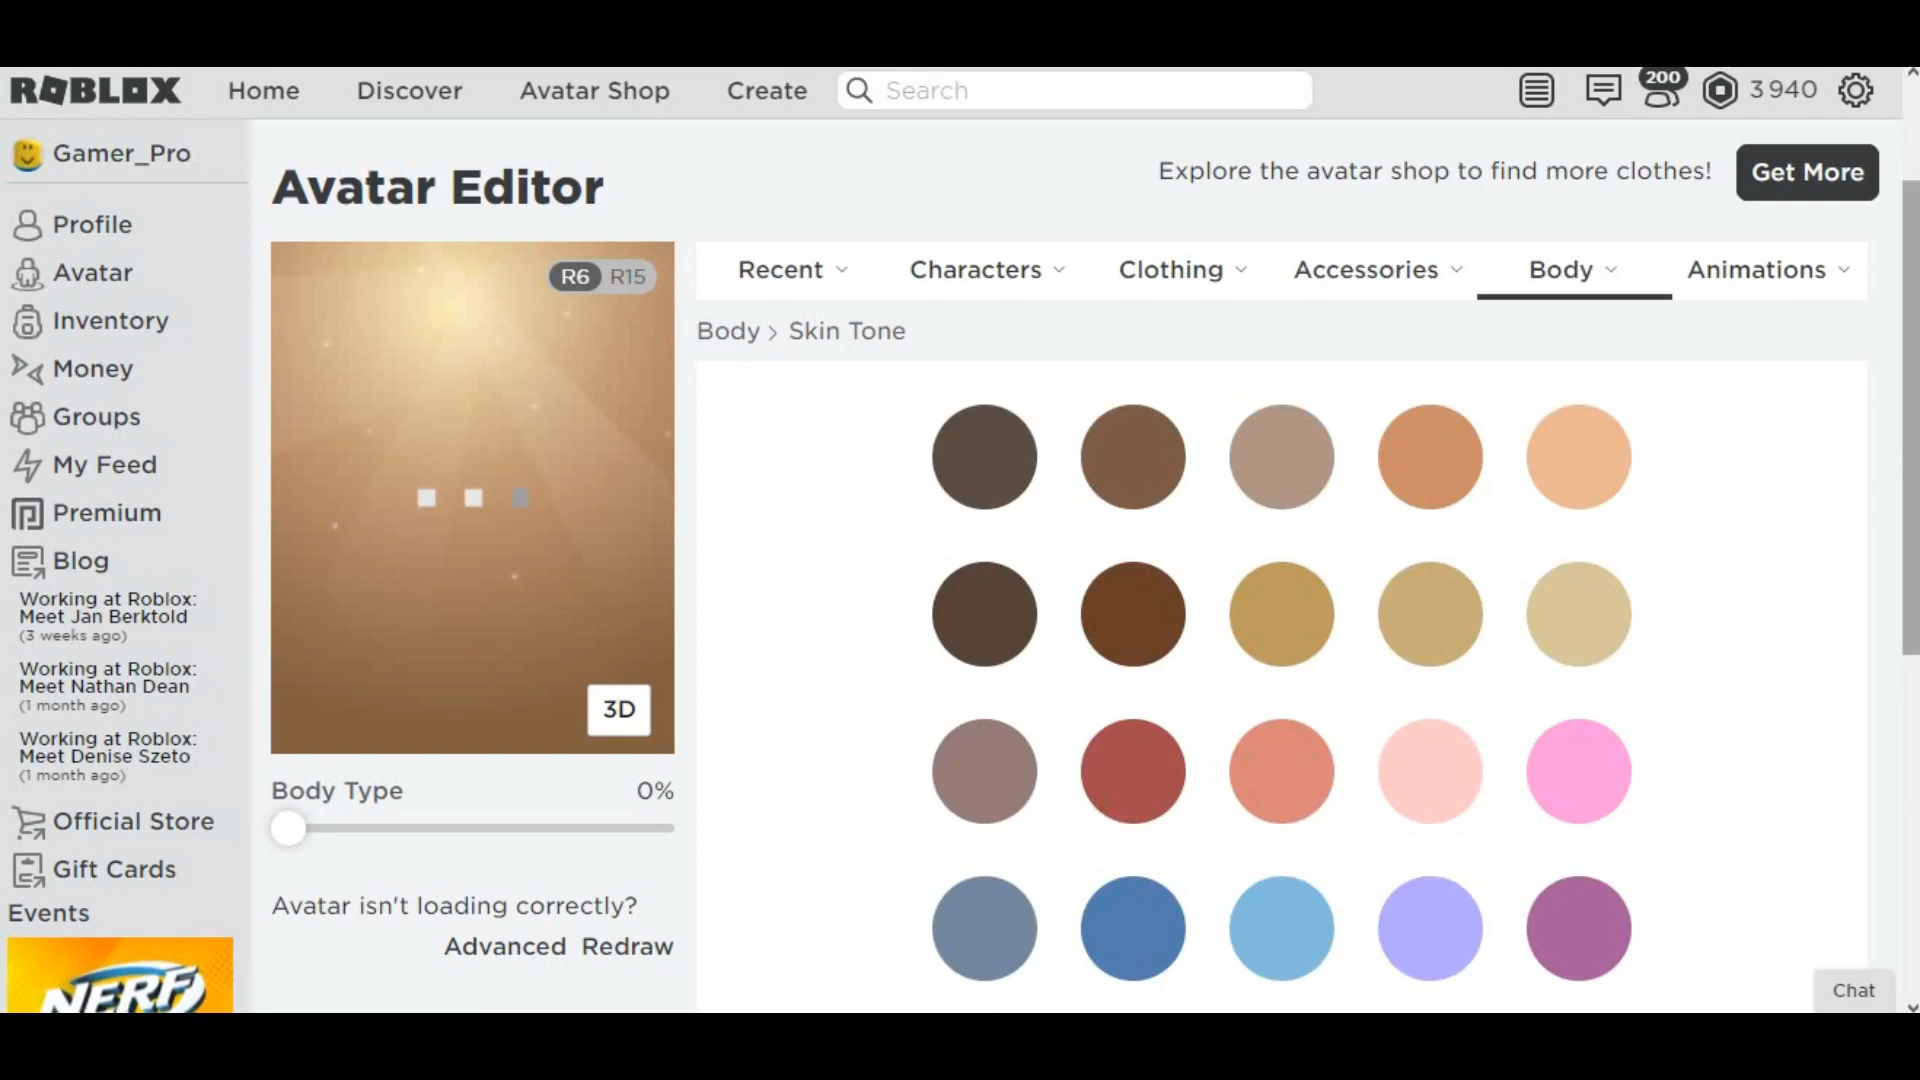 ROBLOX
Home
Discover
Avatar Shop
Create
Search
200
3 940
Gamer_Pro
Profile
Avatar
Inventory
Money
Groups
My Feed
Premium
Blog
Working at Roblox:
Meet Jan Berktold
(3 weeks ago)
Working at Roblox:
Meet Nathan Dean
(1 month ago)
Working at Roblox:
Meet Denise Szeto
(1 month ago)
Official Store
Gift Cards
Events
NERF
Avatar Editor
Explore the avatar shop to find more clothes!
Get More
R6 R15
3D
Body Type 0%
Avatar isn't loading correctly?
Advanced Redraw
Recent
Characters
Clothing
Accessories
Body
Animations
Body > Skin Tone
Chat